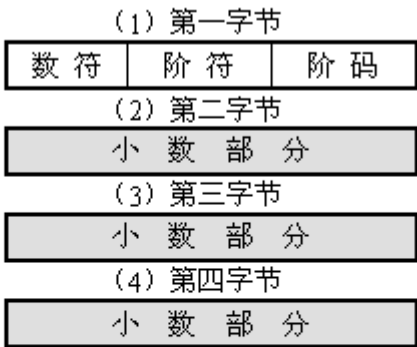 (1) 第一字节
数符 阶符 阶码
(2) 第二字节
小数部分
(3) 第三字节
小数部分
(4) 第四字节
小数部分